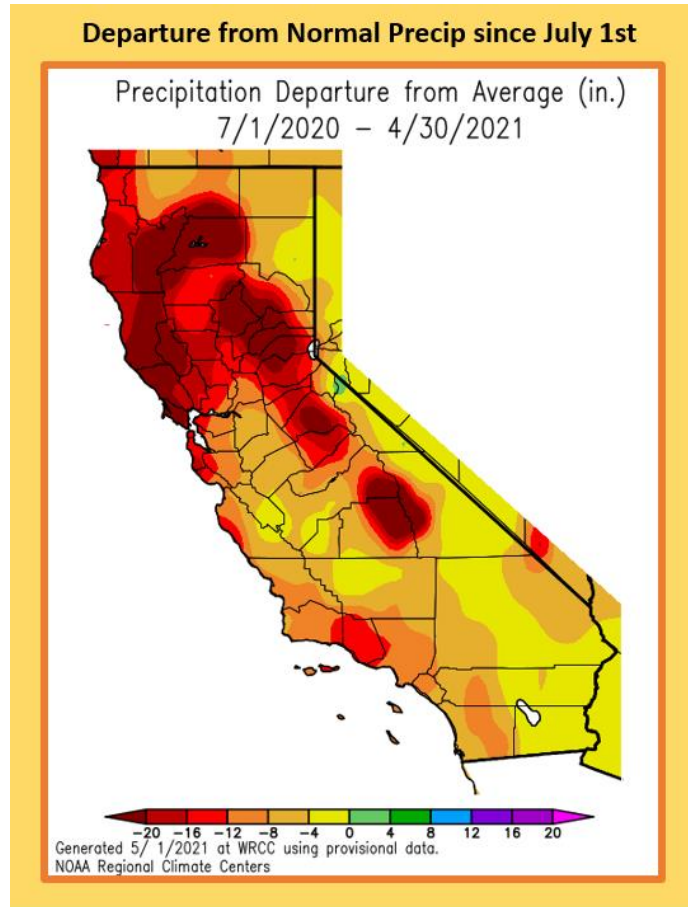 Departure from Normal Precip since July 1st
Precipitation Departure from Average (in.)
7/1/2020 – 4/30/2021
-20 -16 -12 -8 -4 0 4 8 12 16 20
Generated 5/ 1/2021 at WRCC using provisional data.
NOAA Regional Climate Centers